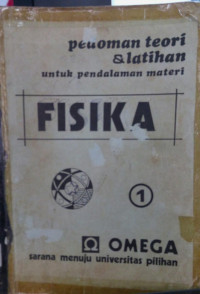 pedoman teori
& latihan
untuk pendalaman materi
FISIKA
1
Ω OMEGA
sarana menuju universitas pilihan